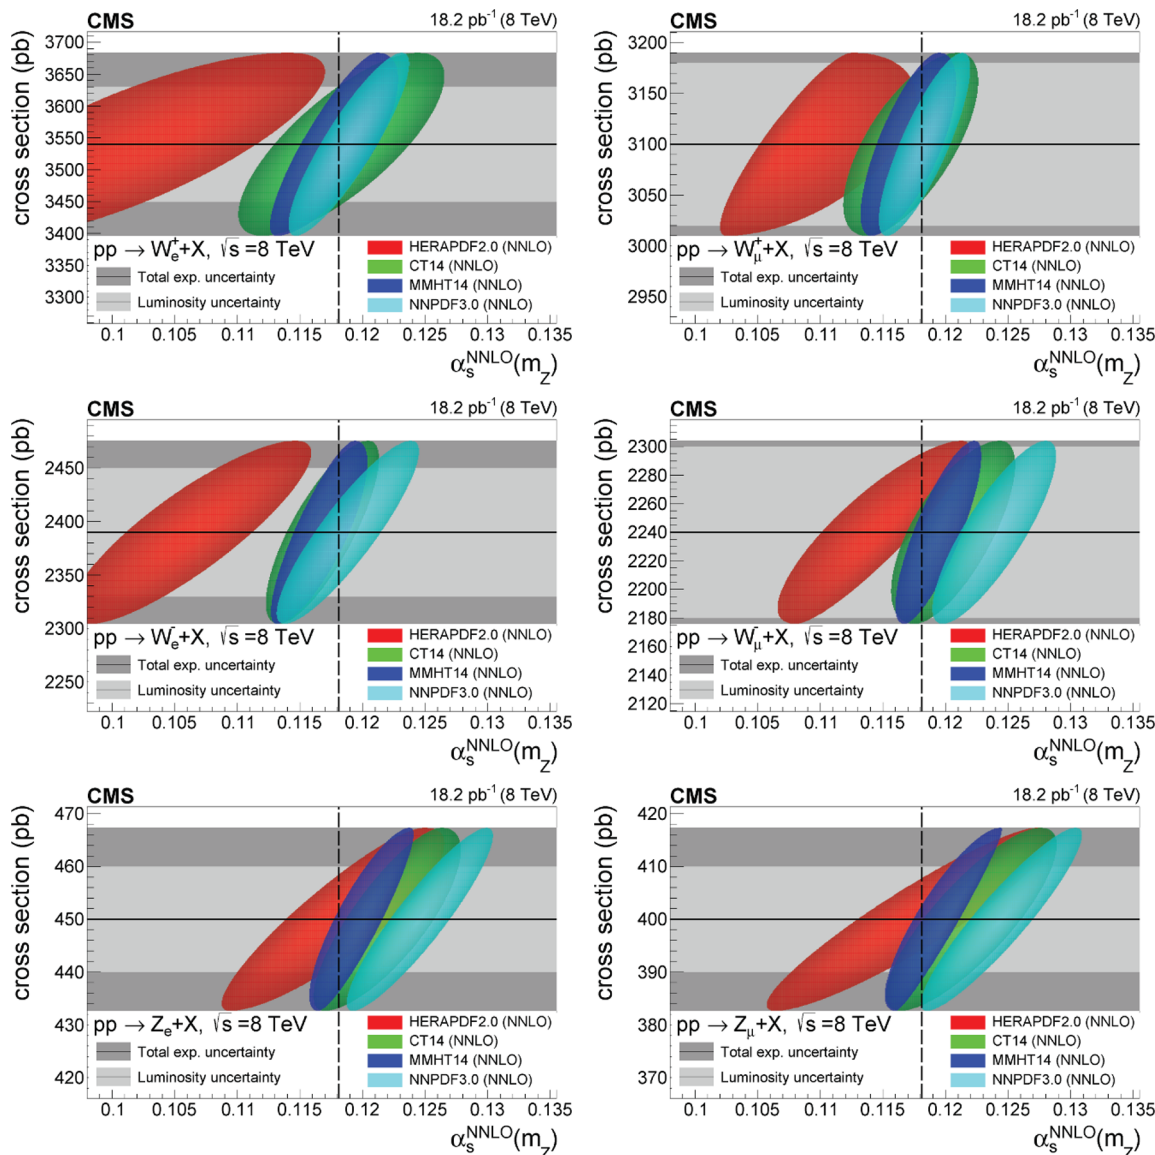 CMS 18.2 pb⁻¹ (8 TeV)
cross section (pb)
3700
3650
3600
3550
3500
3450
3400
3350
3300
pp → W⁺ₑ+X, √s =8 TeV
Total exp. uncertainty
Luminosity uncertainty
HERAPDF2.0 (NNLO)
CT14 (NNLO)
MMHT14 (NNLO)
NNPDF3.0 (NNLO)
0.1 0.105 0.11 0.115 0.12 0.125 0.13 0.135
αₛᴺᴺᴸᴼ(m_Z)
CMS 18.2 pb⁻¹ (8 TeV)
cross section (pb)
3200
3150
3100
3050
3000
2950
pp → W⁺_μ+X, √s =8 TeV
Total exp. uncertainty
Luminosity uncertainty
HERAPDF2.0 (NNLO)
CT14 (NNLO)
MMHT14 (NNLO)
NNPDF3.0 (NNLO)
0.1 0.105 0.11 0.115 0.12 0.125 0.13 0.135
αₛᴺᴺᴸᴼ(m_Z)
CMS 18.2 pb⁻¹ (8 TeV)
cross section (pb)
2450
2400
2350
2300
2250
pp → W⁻ₑ+X, √s =8 TeV
Total exp. uncertainty
Luminosity uncertainty
HERAPDF2.0 (NNLO)
CT14 (NNLO)
MMHT14 (NNLO)
NNPDF3.0 (NNLO)
0.1 0.105 0.11 0.115 0.12 0.125 0.13 0.135
αₛᴺᴺᴸᴼ(m_Z)
CMS 18.2 pb⁻¹ (8 TeV)
cross section (pb)
2300
2280
2260
2240
2220
2200
2180
2160
2140
2120
pp → W⁻_μ+X, √s =8 TeV
Total exp. uncertainty
Luminosity uncertainty
HERAPDF2.0 (NNLO)
CT14 (NNLO)
MMHT14 (NNLO)
NNPDF3.0 (NNLO)
0.1 0.105 0.11 0.115 0.12 0.125 0.13 0.135
αₛᴺᴺᴸᴼ(m_Z)
CMS 18.2 pb⁻¹ (8 TeV)
cross section (pb)
470
460
450
440
430
420
pp → Zₑ+X, √s =8 TeV
Total exp. uncertainty
Luminosity uncertainty
HERAPDF2.0 (NNLO)
CT14 (NNLO)
MMHT14 (NNLO)
NNPDF3.0 (NNLO)
0.1 0.105 0.11 0.115 0.12 0.125 0.13 0.135
αₛᴺᴺᴸᴼ(m_Z)
CMS 18.2 pb⁻¹ (8 TeV)
cross section (pb)
420
410
400
390
380
370
pp → Z_μ+X, √s =8 TeV
Total exp. uncertainty
Luminosity uncertainty
HERAPDF2.0 (NNLO)
CT14 (NNLO)
MMHT14 (NNLO)
NNPDF3.0 (NNLO)
0.1 0.105 0.11 0.115 0.12 0.125 0.13 0.135
αₛᴺᴺᴸᴼ(m_Z)